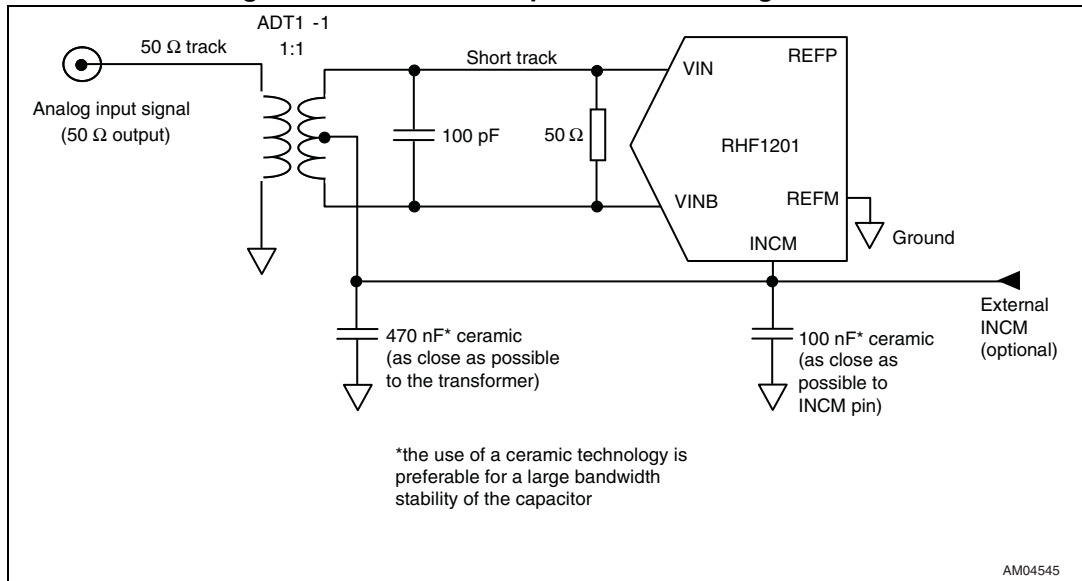 ADT1 -1
1:1
50 Ω track
Short track
Analog input signal
(50 Ω output)
100 pF
50 Ω
VIN
REFP
RHF1201
VINB
REFM
INCM
Ground
External
INCM
(optional)
470 nF* ceramic
(as close as possible
to the transformer)
100 nF* ceramic
(as close as
possible to
INCM pin)
*the use of a ceramic technology is
preferable for a large bandwidth
stability of the capacitor
AM04545